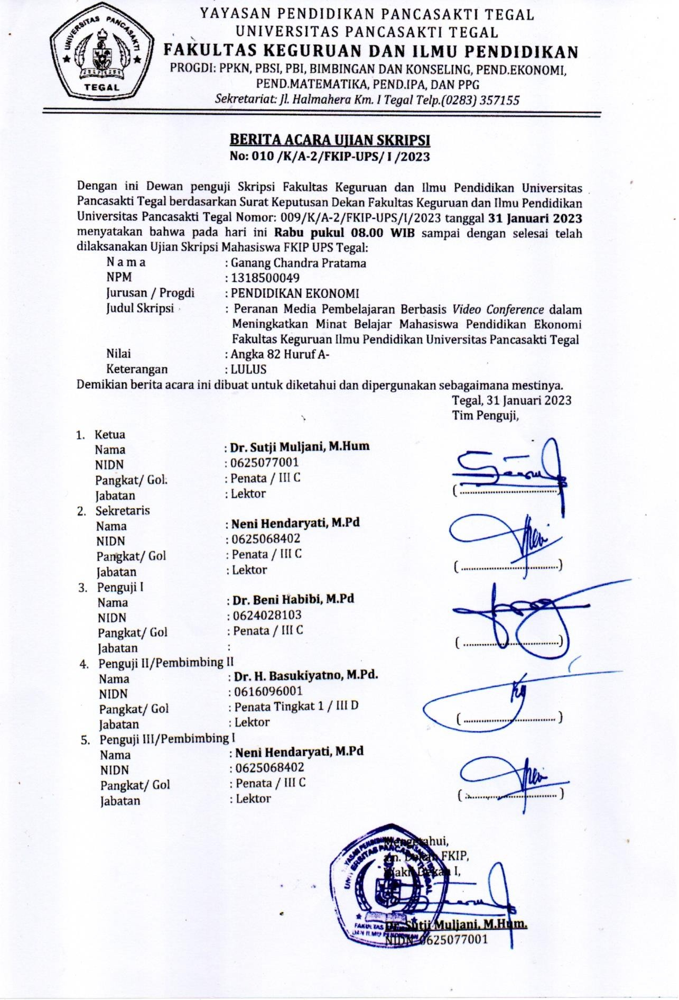 UNIVERSITAS PANCASAKTI
TEGAL
YAYASAN PENDIDIKAN PANCASAKTI TEGAL
UNIVERSITAS PANCASAKTI TEGAL
FAKULTAS KEGURUAN DAN ILMU PENDIDIKAN
PROGDI: PPKN, PBSI, PBI, BIMBINGAN DAN KONSELING, PEND.EKONOMI,
PEND.MATEMATIKA, PEND.IPA, DAN PPG
Sekretariat: Jl. Halmahera Km. I Tegal Telp.(0283) 357155
BERITA ACARA UJIAN SKRIPSI
No: 010 /K/A-2/FKIP-UPS/ I /2023
Dengan ini Dewan penguji Skripsi Fakultas Keguruan dan Ilmu Pendidikan Universitas
Pancasakti Tegal berdasarkan Surat Keputusan Dekan Fakultas Keguruan dan Ilmu Pendidikan
Universitas Pancasakti Tegal Nomor: 009/K/A-2/FKIP-UPS/I/2023 tanggal 31 Januari 2023
menyatakan bahwa pada hari ini Rabu pukul 08.00 WIB sampai dengan selesai telah
dilaksanakan Ujian Skripsi Mahasiswa FKIP UPS Tegal:
N a m a : Ganang Chandra Pratama
NPM : 1318500049
Jurusan / Progdi : PENDIDIKAN EKONOMI
Judul Skripsi : Peranan Media Pembelajaran Berbasis Video Conference dalam
Meningkatkan Minat Belajar Mahasiswa Pendidikan Ekonomi
Fakultas Keguruan Ilmu Pendidikan Universitas Pancasakti Tegal
Nilai : Angka 82 Huruf A-
Keterangan : LULUS
Demikian berita acara ini dibuat untuk diketahui dan dipergunakan sebagaimana mestinya.
Tegal, 31 Januari 2023
Tim Penguji,
1. Ketua
Nama : Dr. Sutji Muljani, M.Hum
NIDN : 0625077001
Pangkat/ Gol. : Penata / III C
Jabatan : Lektor
(....................................)
2. Sekretaris
Nama : Neni Hendaryati, M.Pd
NIDN : 0625068402
Pangkat/ Gol : Penata / III C
Jabatan : Lektor
(....................................)
3. Penguji I
Nama : Dr. Beni Habibi, M.Pd
NIDN : 0624028103
Pangkat/ Gol : Penata / III C
Jabatan :
(....................................)
4. Penguji II/Pembimbing II
Nama : Dr. H. Basukiyatno, M.Pd.
NIDN : 0616096001
Pangkat/ Gol : Penata Tingkat 1 / III D
Jabatan : Lektor
(....................................)
5. Penguji III/Pembimbing I
Nama : Neni Hendaryati, M.Pd
NIDN : 0625068402
Pangkat/ Gol : Penata / III C
Jabatan : Lektor
(....................................)
Mengetahui,
an. Dekan FKIP,
Wakil Dekan I,
Dr. Sutji Muljani, M.Hum.
NIDN 0625077001